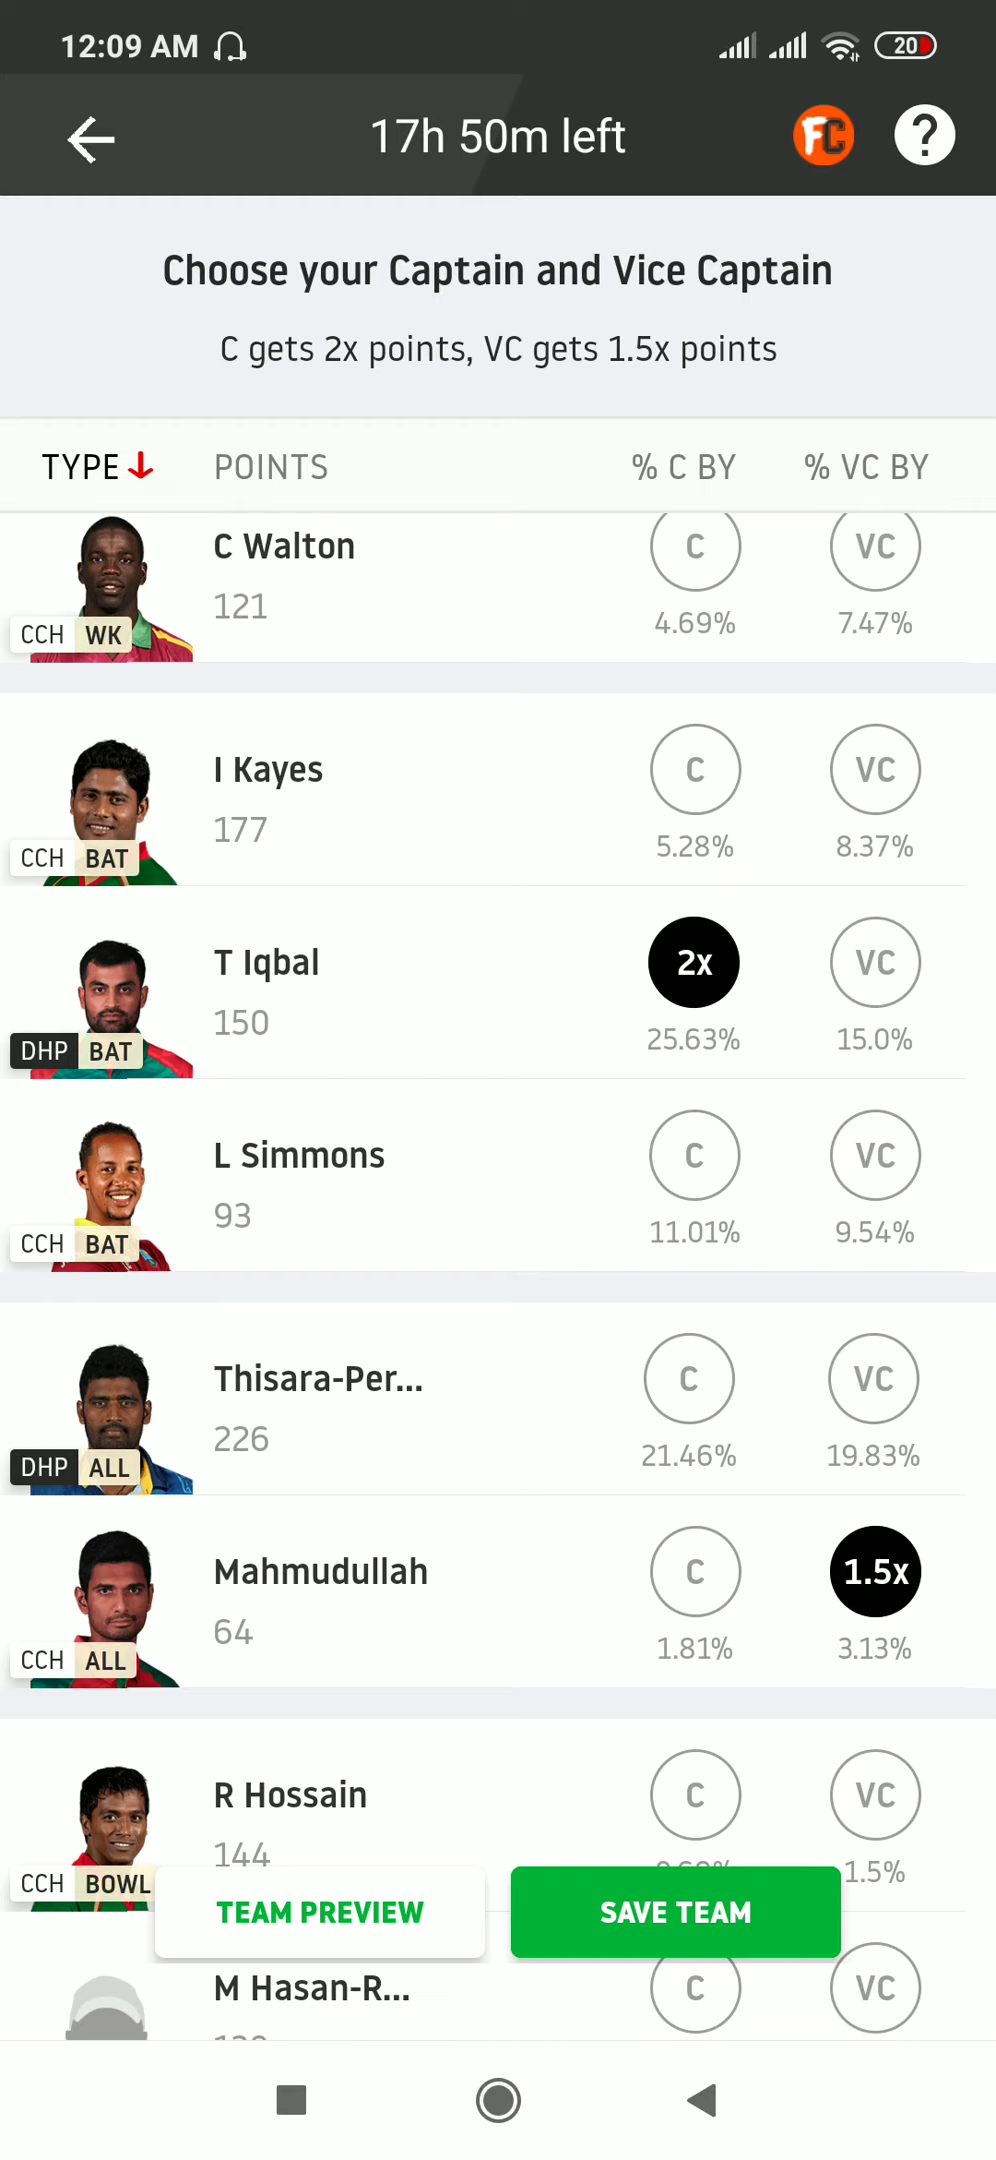 12:09 AM 20
17h 50m left FC ?
Choose your Captain and Vice Captain
C gets 2x points, VC gets 1.5x points
TYPE POINTS % C BY % VC BY
C Walton C VC
121 4.69% 7.47%
CCH WK
I Kayes C VC
177 5.28% 8.37%
CCH BAT
T Iqbal 2x VC
150 25.63% 15.0%
DHP BAT
L Simmons C VC
93 11.01% 9.54%
CCH BAT
Thisara-Per... C VC
226 21.46% 19.83%
DHP ALL
Mahmudullah C 1.5x
64 1.81% 3.13%
CCH ALL
R Hossain C VC
144 1.5%
CCH BOWL
TEAM PREVIEW SAVE TEAM
M Hasan-R... C VC